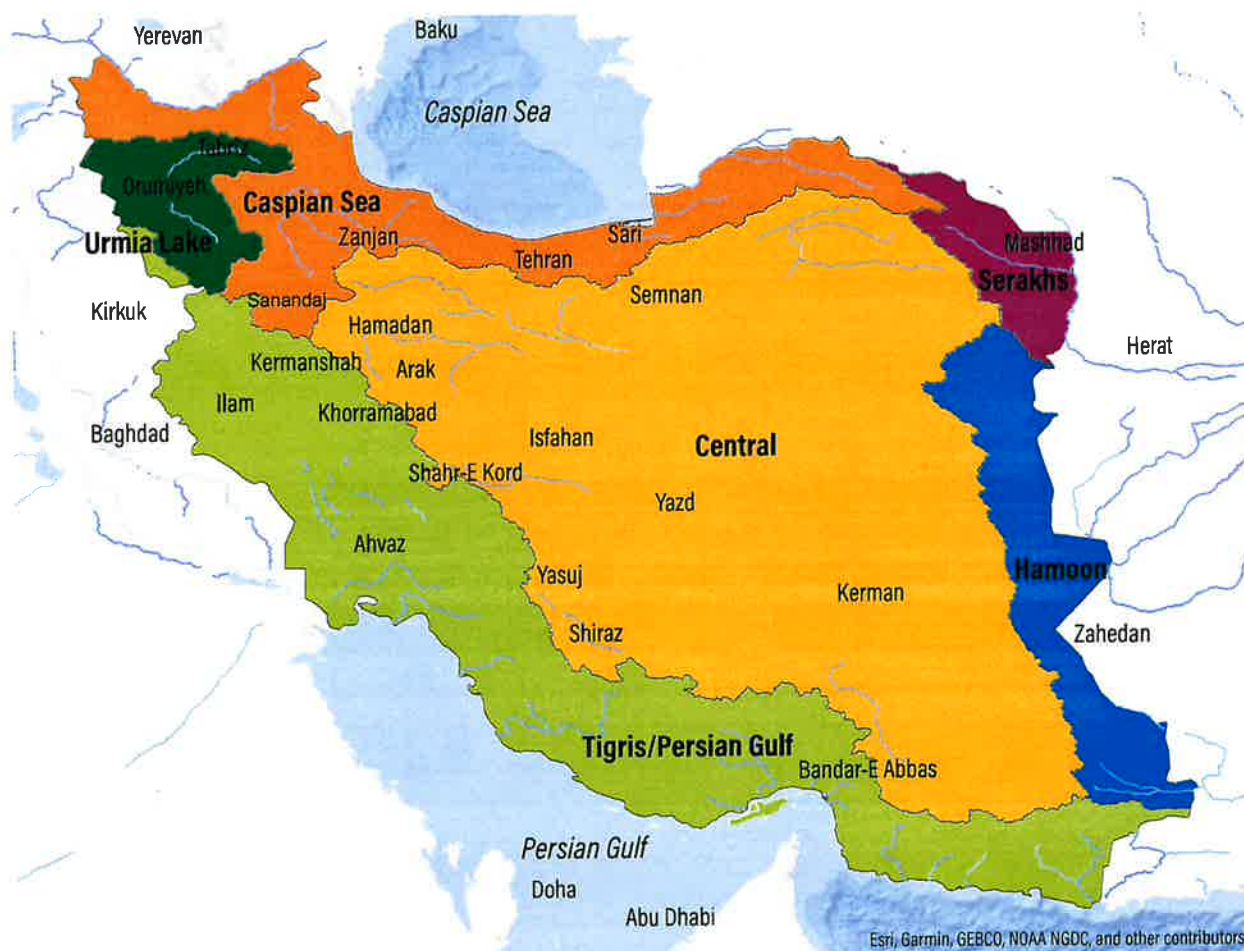 Yerevan
Baku
Caspian Sea
Tabriz
Orumiyeh
Caspian Sea
Urmia Lake
Zanjan
Sari
Tehran
Mashhad
Serakhs
Sanandaj
Semnan
Kirkuk
Hamadan
Herat
Kermanshah
Arak
Ilam
Khorramabad
Baghdad
Isfahan
Central
Shahr-E Kord
Yazd
Ahvaz
Yasuj
Hamoon
Kerman
Shiraz
Zahedan
Tigris/Persian Gulf
Bandar-E Abbas
Persian Gulf
Doha
Abu Dhabi
Esri, Garmin, GEBCO, NOAA NGDC, and other contributors